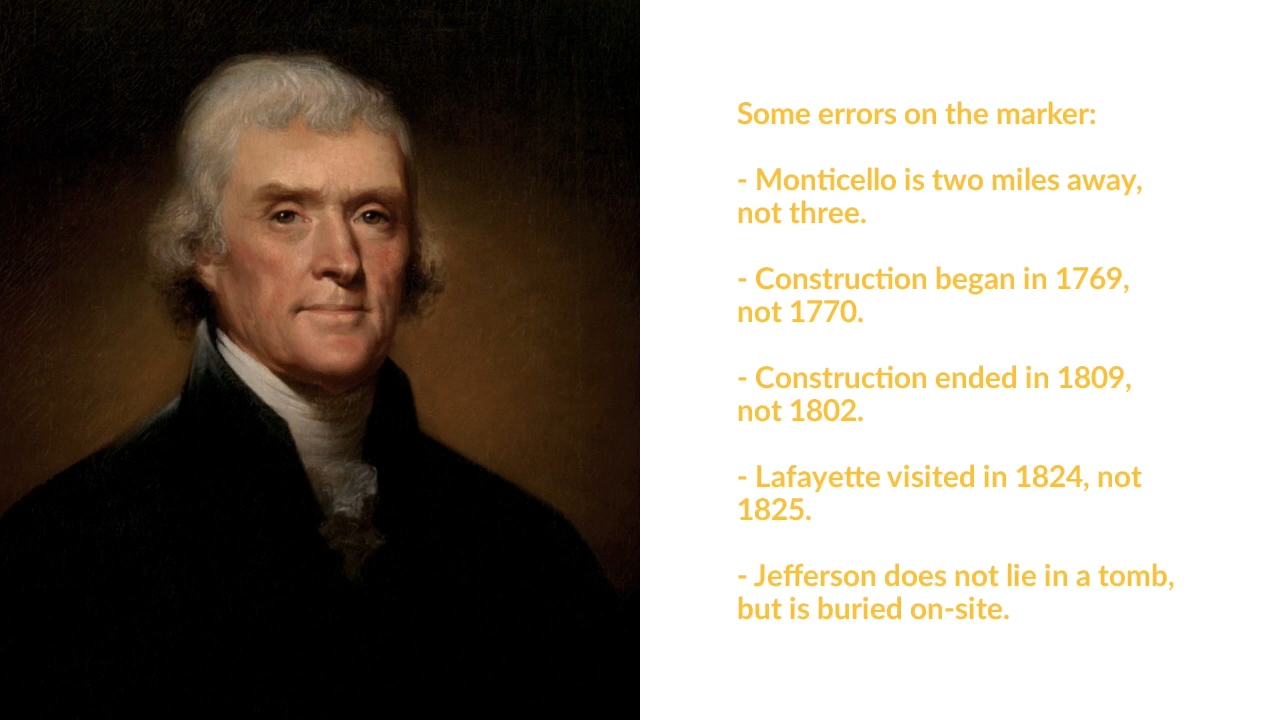 Some errors on the marker:
- Monticello is two miles away,
not three.
- Construction began in 1769,
not 1770.
- Construction ended in 1809,
not 1802.
- Lafayette visited in 1824, not
1825.
- Jefferson does not lie in a tomb,
but is buried on-site.